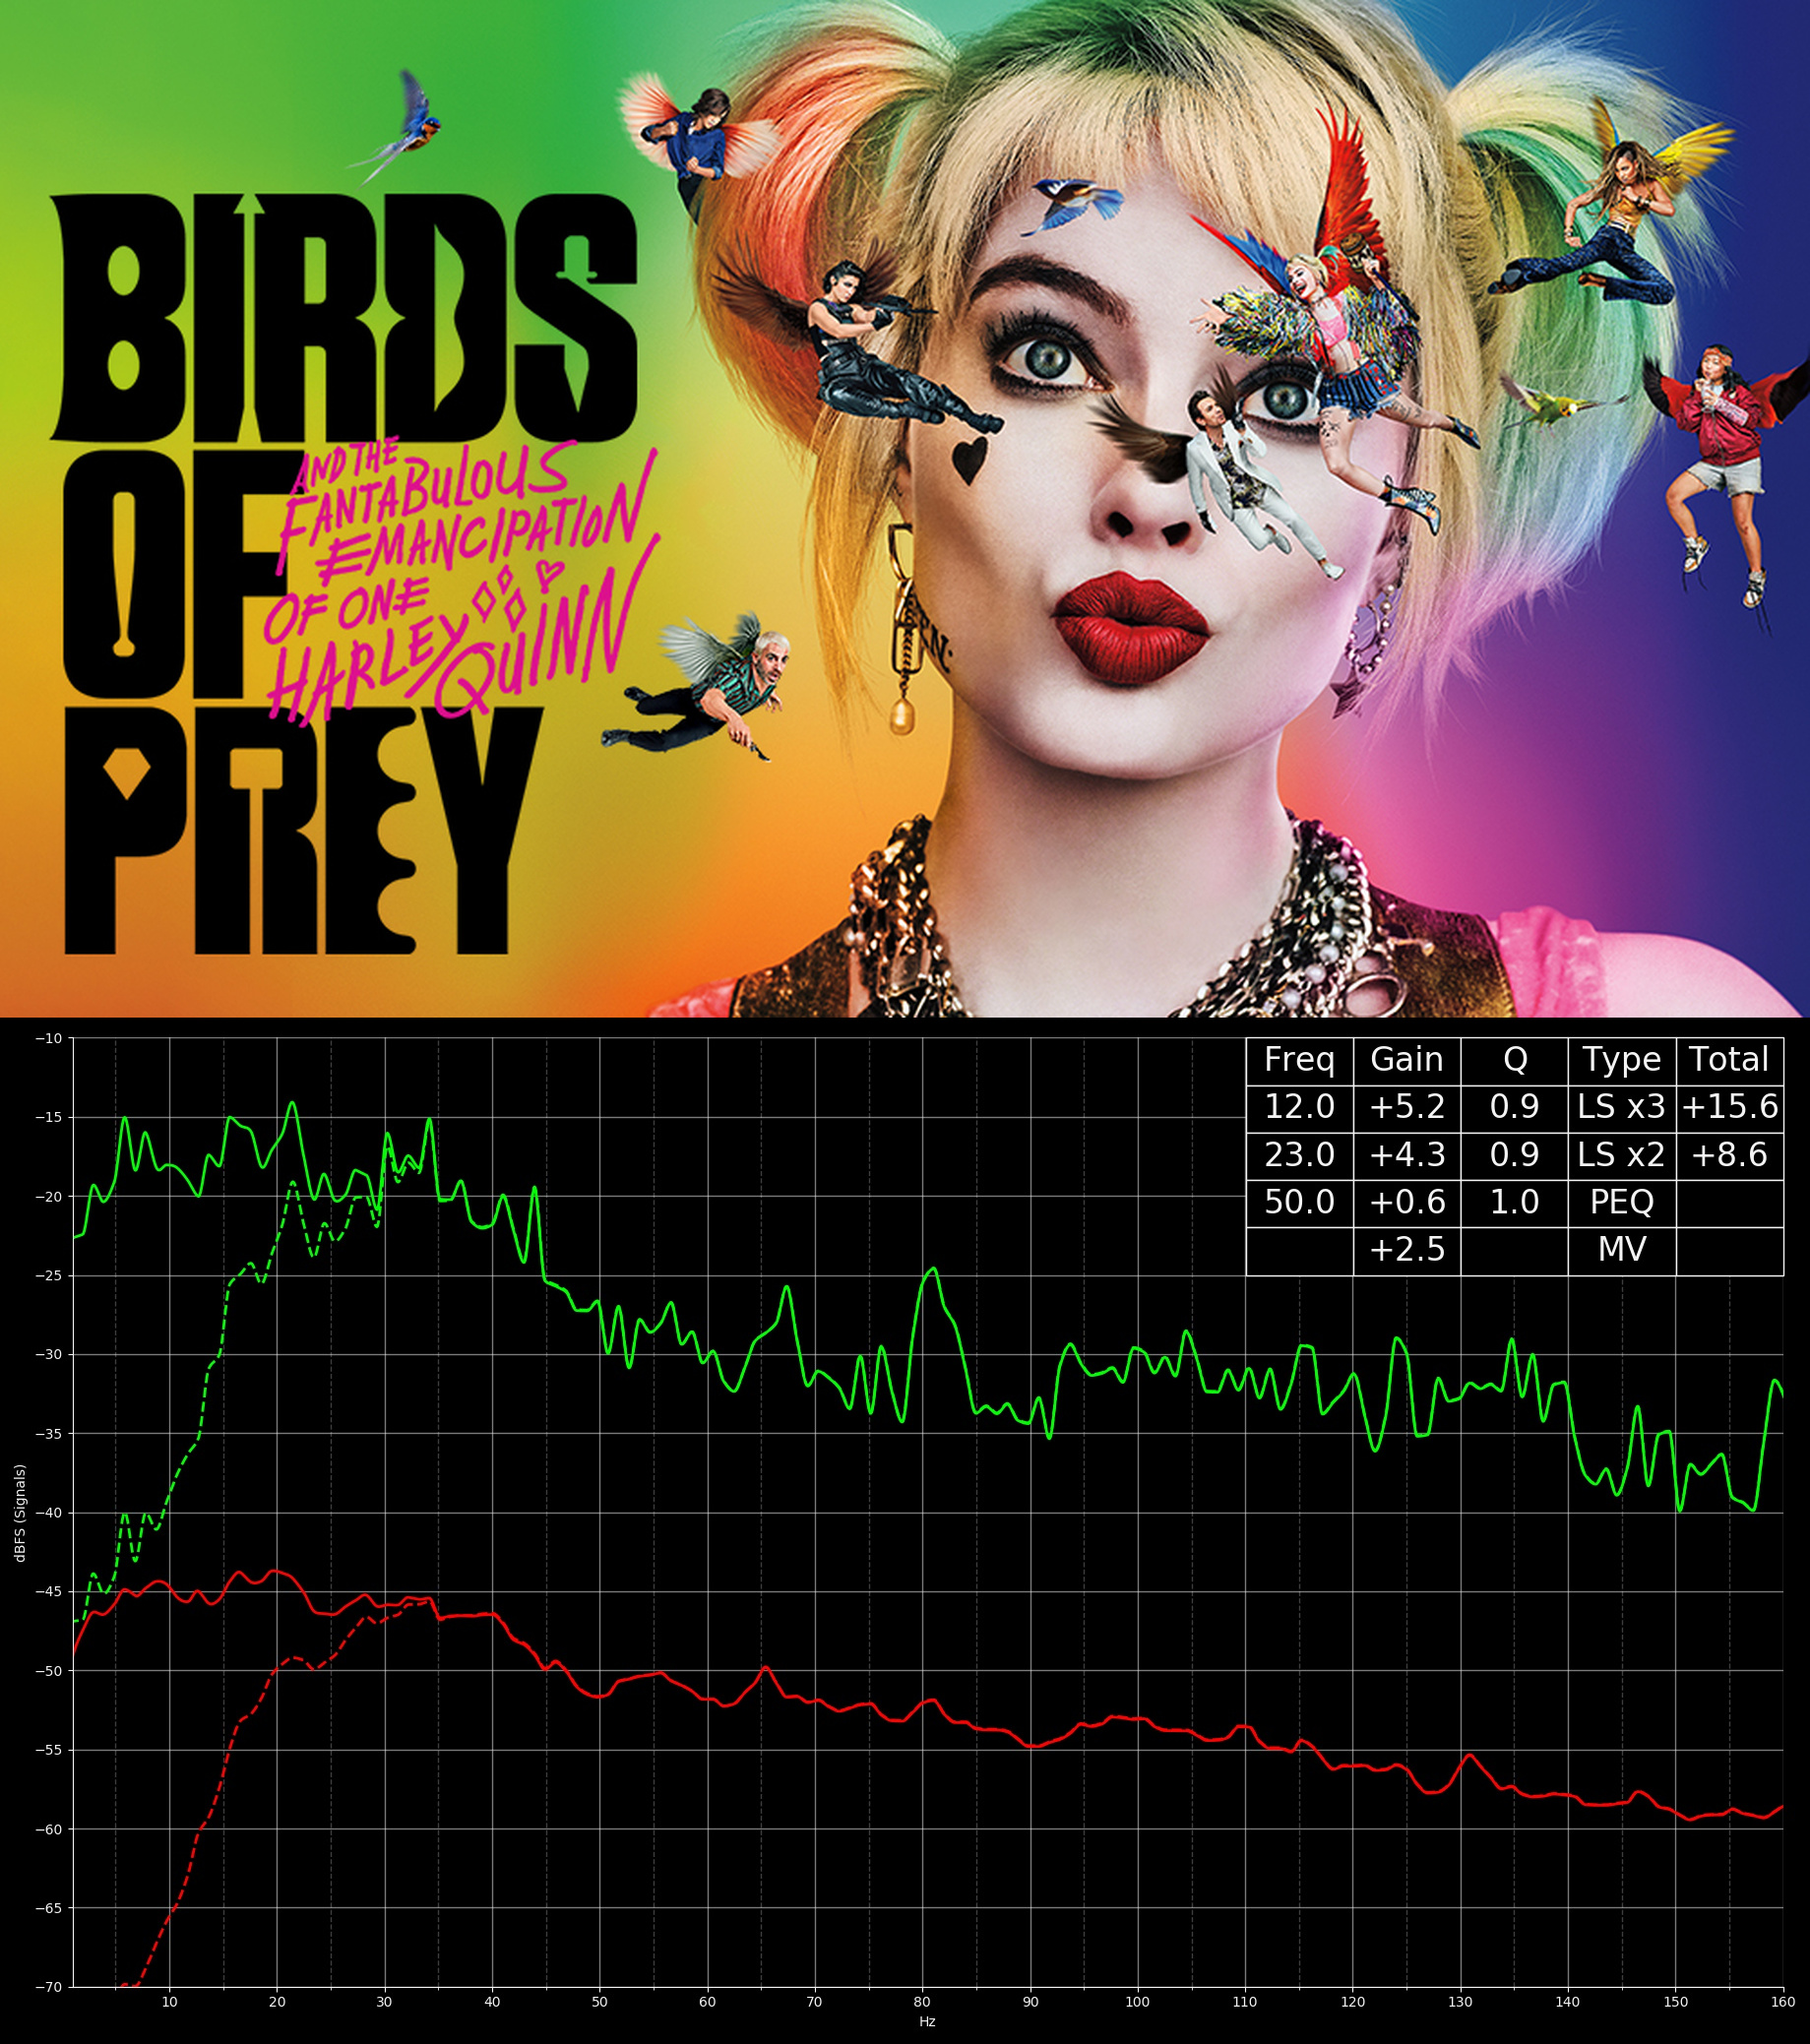 BIRDS
OF
AND THE
FANTABULOUS
EMANCIPATION
OF ONE
HARLEY
QUINN
PREY
Freq Gain Q Type Total
12.0 +5.2 0.9 LS x3 +15.6
23.0 +4.3 0.9 LS x2 +8.6
50.0 +0.6 1.0 PEQ
+2.5 MV
−10
−15
−20
−25
−30
−35
−40
−45
−50
−55
−60
−65
−70
dBFS (Signals)
10 20 30 40 50 60 70 80 90 100 110 120 130 140 150 160
Hz